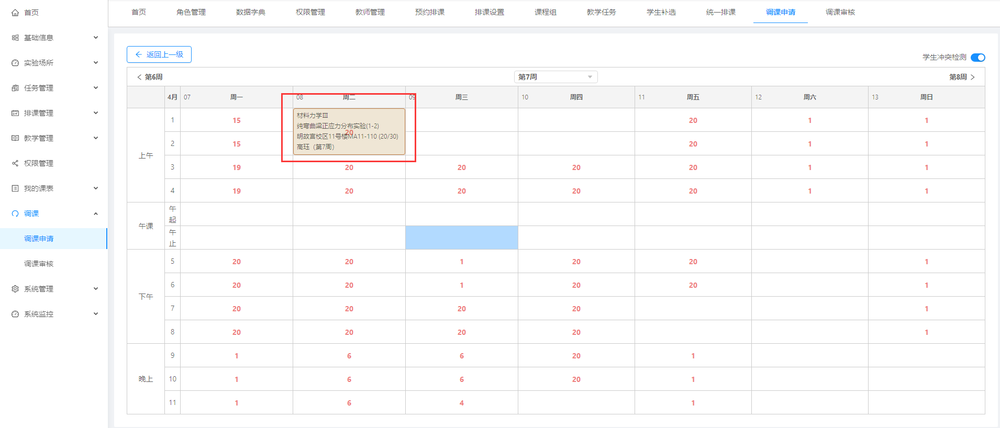 首页
基础信息
实验场所
任务管理
排课管理
教学管理
权限管理
我的课表
调课
调课申请
调课审核
系统管理
系统监控
首页 角色管理 数据字典 权限管理 教师管理 预约排课 排课设置 课程组 教学任务 学生补选 统一排课 调课申请 调课审核
返回上一级
学生冲突检测
第6周 第7周 第8周
4月 07 周一 08 周二 09 周三 10 周四 11 周五 12 周六 13 周日
上午
1 15 20 1 1
材料力学III
纯弯曲梁正应力分布实验(1-2)
20
明故宫校区11号楼MA11-110 (20/30)
高珏（第7周）
2 15 20 1 1
3 19 20 20 20 20 1 1
4 19 20 20 20 20 1 1
午课
午起
午止
下午
5 20 20 1 20 20 1
6 20 20 1 20 20 1
7 20 20 20 20 1
8 20 20 20 20 1
晚上
9 1 6 6 20 1
10 1 6 6 20 1
11 1 6 4 1